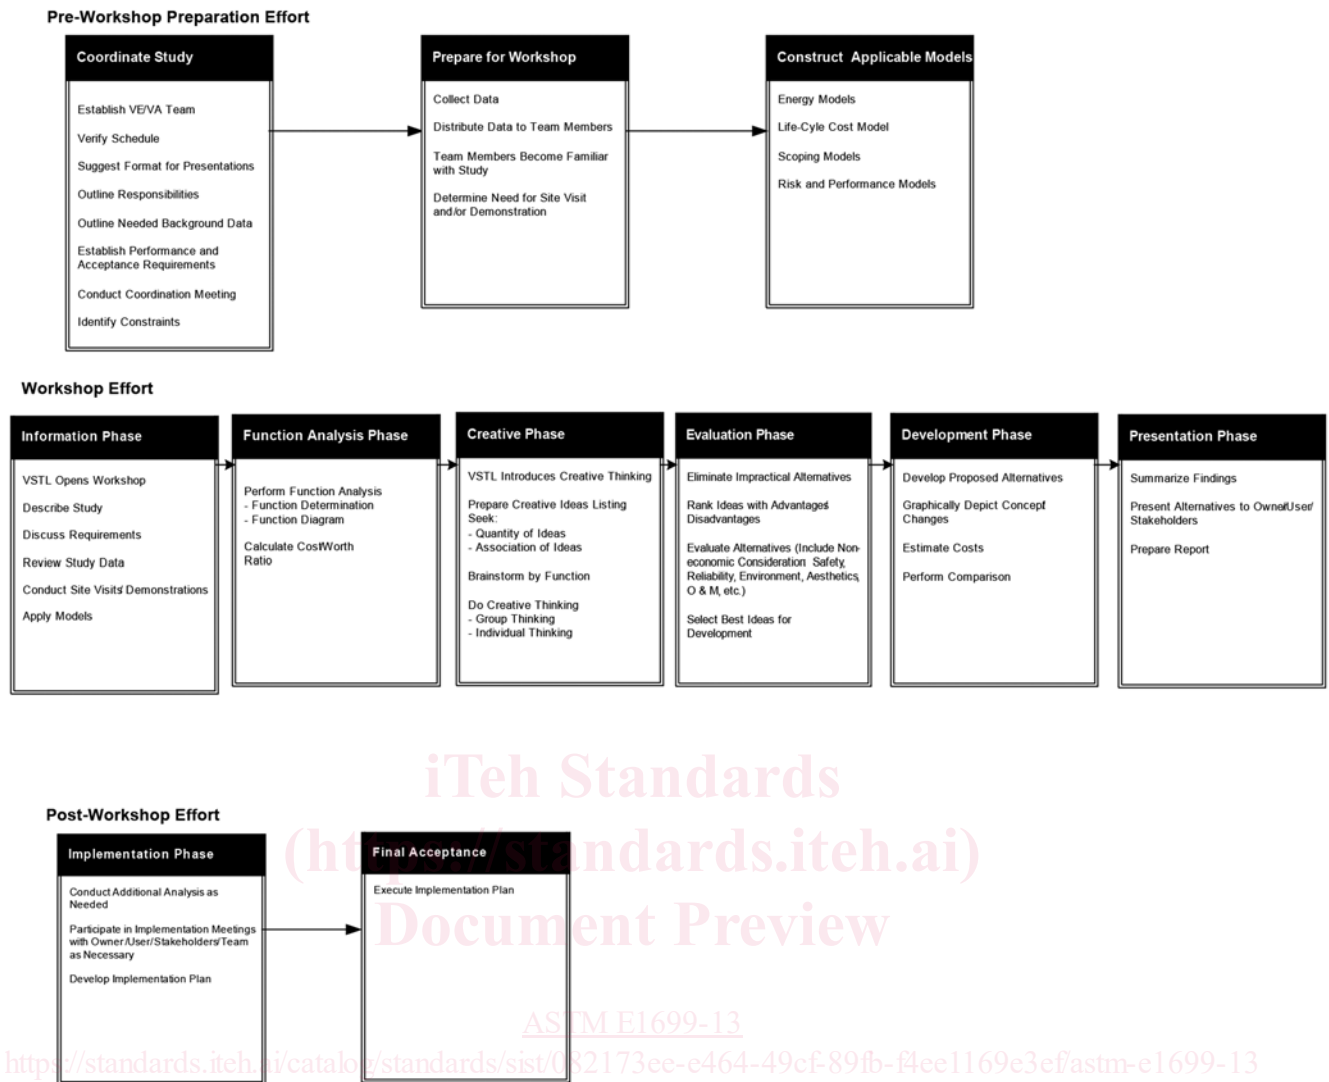 Pre-Workshop Preparation Effort
Coordinate Study
Establish VE/VA Team
Verify Schedule
Suggest Format for Presentations
Outline Responsibilities
Outline Needed Background Data
Establish Performance and
Acceptance Requirements
Conduct Coordination Meeting
Identify Constraints
Prepare for Workshop
Collect Data
Distribute Data to Team Members
Team Members Become Familiar
with Study
Determine Need for Site Visit
and/or Demonstration
Construct Applicable Models
Energy Models
Life-Cyle Cost Model
Scoping Models
Risk and Performance Models
Workshop Effort
Information Phase
VSTL Opens Workshop
Describe Study
Discuss Requirements
Review Study Data
Conduct Site Visits/ Demonstrations
Apply Models
Function Analysis Phase
Perform Function Analysis
- Function Determination
- Function Diagram
Calculate Cost/Worth
Ratio
Creative Phase
VSTL Introduces Creative Thinking
Prepare Creative Ideas Listing
Seek:
- Quantity of Ideas
- Association of Ideas
Brainstorm by Function
Do Creative Thinking
- Group Thinking
- Individual Thinking
Evaluation Phase
Eliminate Impractical Alternatives
Rank Ideas with Advantages/
Disadvantages
Evaluate Alternatives (Include Non-
economic Consideration Safety,
Reliability, Environment, Aesthetics,
O & M, etc.)
Select Best Ideas for
Development
Development Phase
Develop Proposed Alternatives
Graphically Depict Concept
Changes
Estimate Costs
Perform Comparison
Presentation Phase
Summarize Findings
Present Alternatives to Owner/User/
Stakeholders
Prepare Report
Post-Workshop Effort
Implementation Phase
Conduct Additional Analysis as
Needed
Participate in Implementation Meetings
with Owner/User/Stakeholders/Team
as Necessary
Develop Implementation Plan
Final Acceptance
Execute Implementation Plan
iTeh Standards
(https://standards.iteh.ai)
Document Preview
ASTM E1699-13
https://standards.iteh.ai/catalog/standards/sist/082173ee-e464-49cf-89fb-f4ee1169e3ef/astm-e1699-13